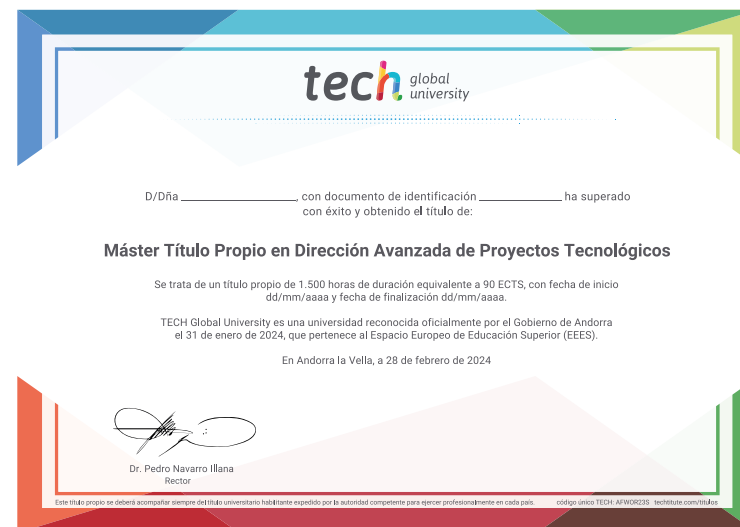 tech global university
D/Dña ______________, con documento de identificación __________ ha superado
con éxito y obtenido el título de:
Máster Título Propio en Dirección Avanzada de Proyectos Tecnológicos
Se trata de un título propio de 1.500 horas de duración equivalente a 90 ECTS, con fecha de inicio
dd/mm/aaaa y fecha de finalización dd/mm/aaaa.
TECH Global University es una universidad reconocida oficialmente por el Gobierno de Andorra
el 31 de enero de 2024, que pertenece al Espacio Europeo de Educación Superior (EEES).
En Andorra la Vella, a 28 de febrero de 2024
Dr. Pedro Navarro Illana
Rector
Este título propio se deberá acompañar siempre del título universitario habilitante expedido por la autoridad competente para ejercer profesionalmente en cada país. código único TECH: AFWOR23S techtitute.com/titulos